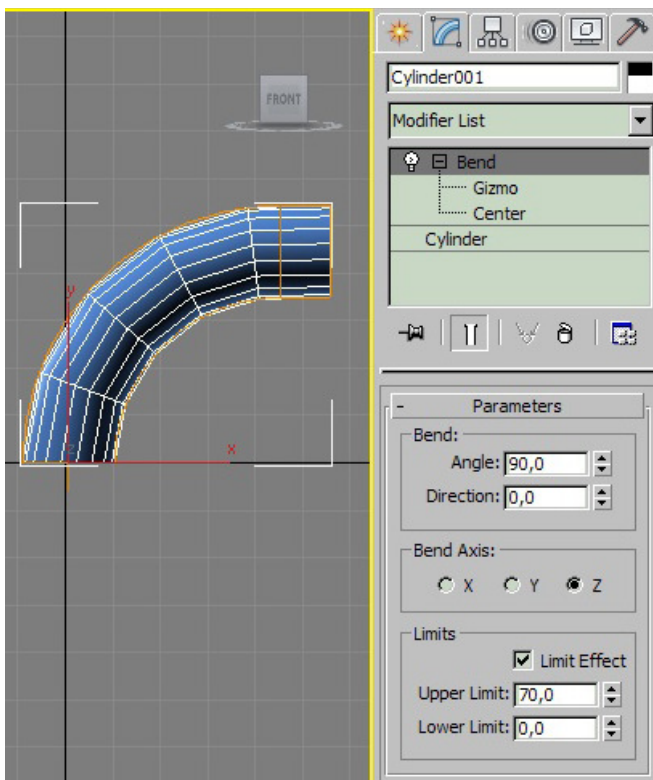 FRONT
y
x
z
Cylinder001
Modifier List
Bend
Gizmo
Center
Cylinder
- Parameters
Bend:
Angle: 90,0
Direction: 0,0
Bend Axis:
X Y Z
Limits
Limit Effect
Upper Limit: 70,0
Lower Limit: 0,0